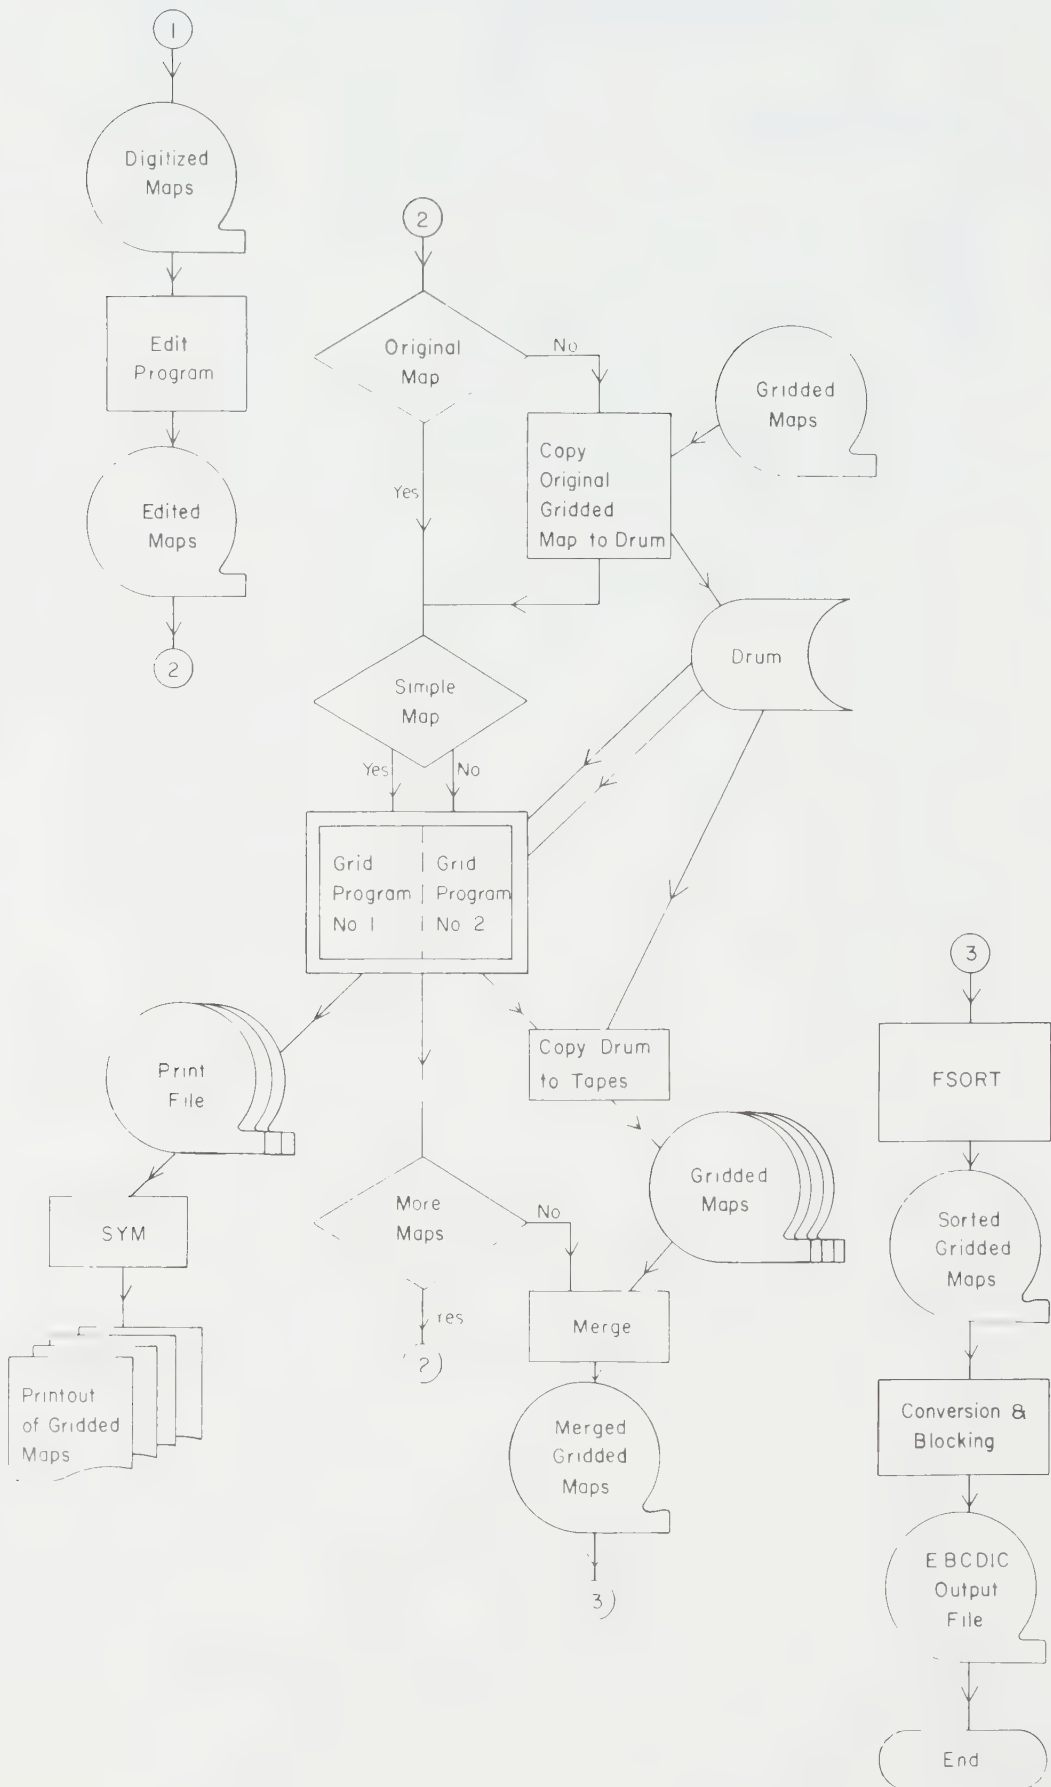 1
Digitized
Maps
Edit
Program
Edited
Maps
2
2
Original
Map
No
Yes
Copy
Original
Gridded
Map to Drum
Gridded
Maps
Drum
Simple
Map
Yes
No
Grid
Program
No 1
Grid
Program
No 2
Print
File
SYM
Printout
of Gridded
Maps
Copy Drum
to Tapes
Gridded
Maps
More
Maps
No
Yes
2
Merge
Merged
Gridded
Maps
3
3
FSORT
Sorted
Gridded
Maps
Conversion &
Blocking
EBCDIC
Output
File
End